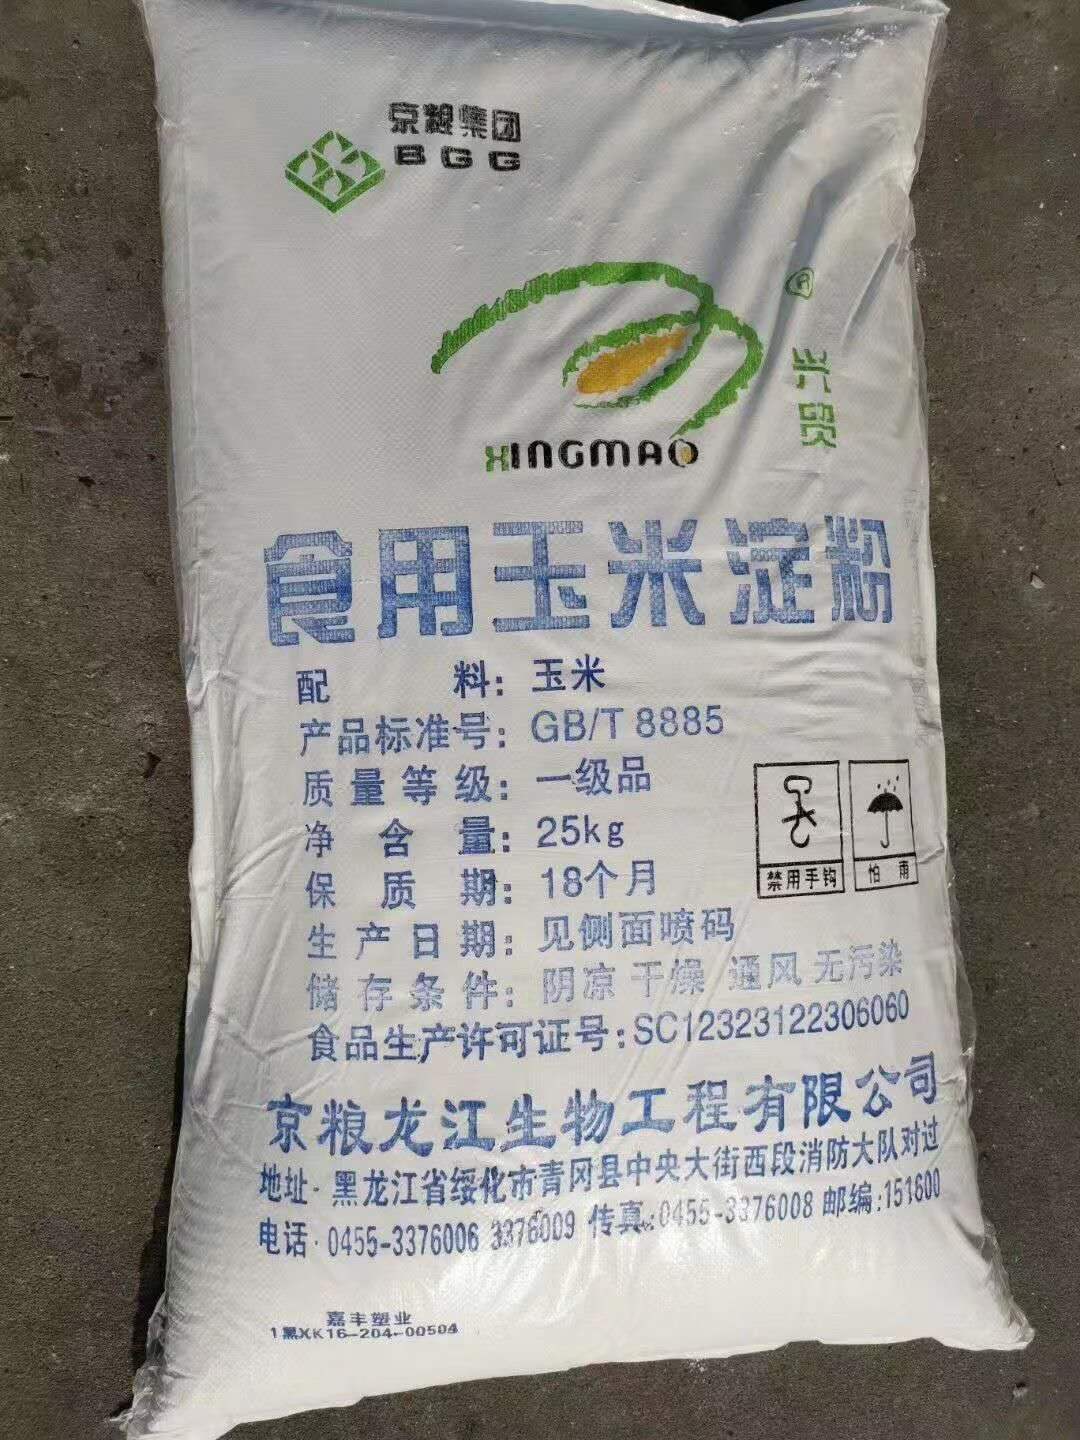 京粮集团
BGG
®
兴贸
XINGMAO
食用玉米淀粉
配料：玉米
产品标准号：GB/T 8885
质量等级：一级品
净含量：25kg
保质期：18个月
生产日期：见侧面喷码
储存条件：阴凉 干燥 通风 无污染
食品生产许可证号：SC12323122306060
禁用手钩
怕雨
京粮龙江生物工程有限公司
地址·黑龙江省绥化市青冈县中央大街西段消防大队对过
电话·0455-3376006 3376009 传真:0455-3376008 邮编:151600
嘉丰塑业
1黑XK16-204-00504